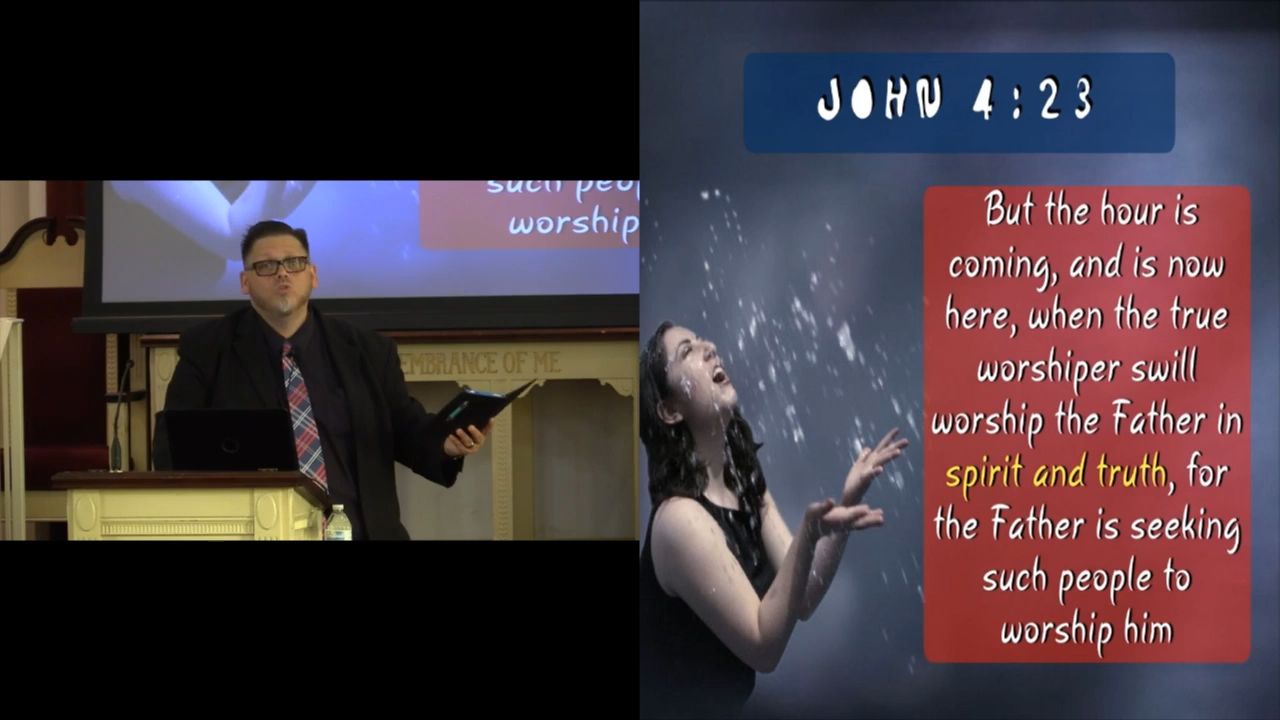 such
worship
EMBRANCE OF ME
JOHN 4:23
But the hour is
coming, and is now
here, when the true
worshiper swill
worship the Father in
spirit and truth, for
the Father is seeking
such people to
worship him